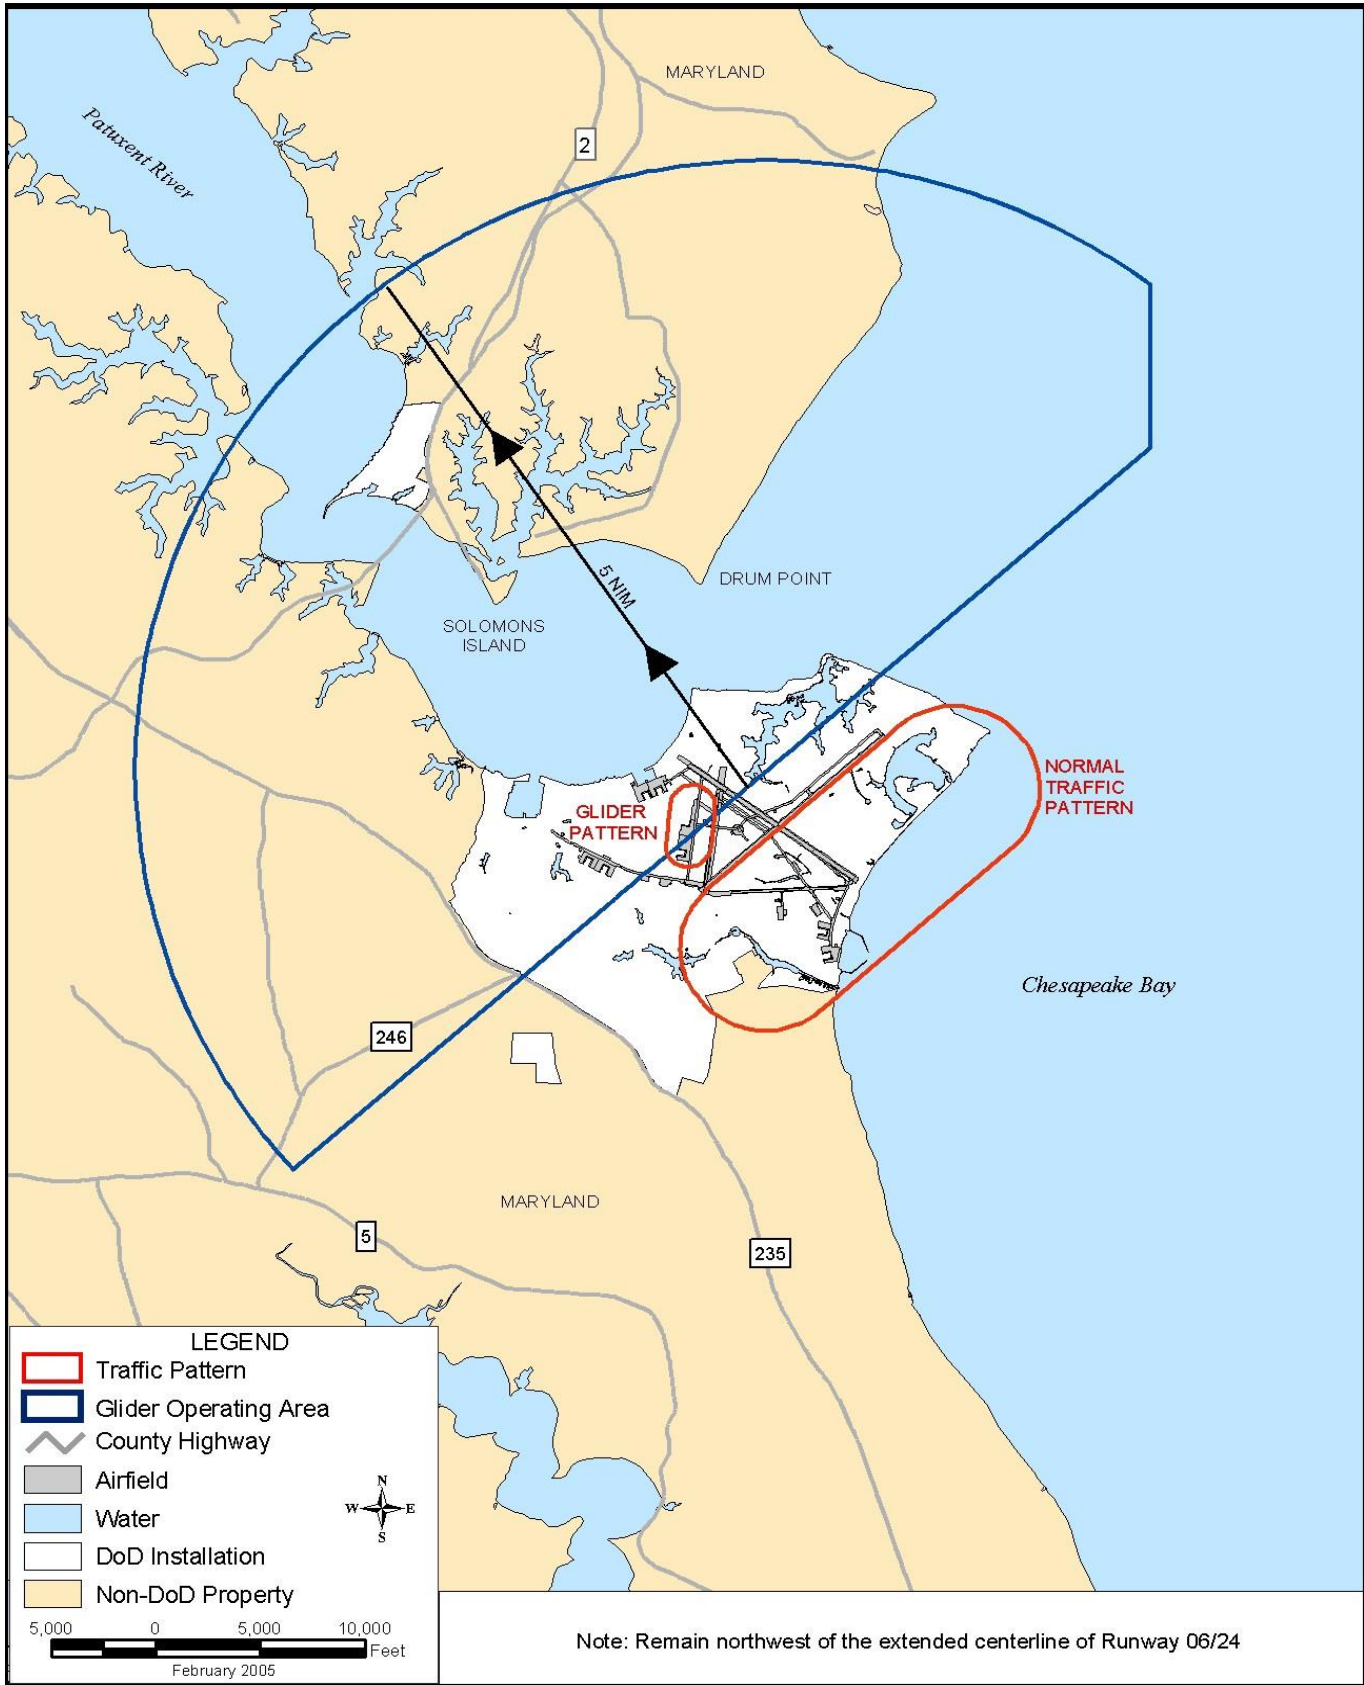 MARYLAND
Patuxent River
2
5 NM
DRUM POINT
SOLOMONS
ISLAND
NORMAL
TRAFFIC
PATTERN
GLIDER
PATTERN
Chesapeake Bay
246
MARYLAND
5
235
LEGEND
Traffic Pattern
Glider Operating Area
County Highway
Airfield
Water
DoD Installation
Non-DoD Property
N
W E
S
5,000 0 5,000 10,000
Feet
February 2005
Note: Remain northwest of the extended centerline of Runway 06/24